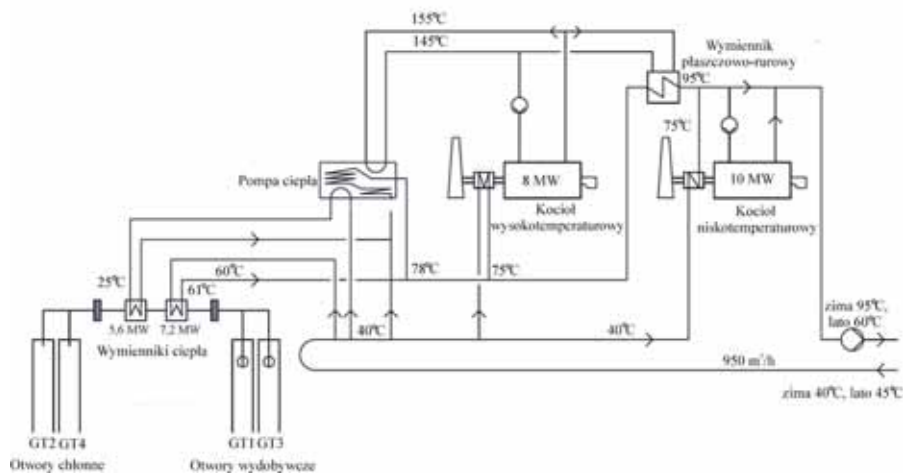 155°C
145°C
Wymiennik
płaszczowo-rurowy
95°C
75°C
Pompa ciepła
8 MW
10 MW
Kocioł
wysokotemperaturowy
Kocioł
niskotemperaturowy
25°C
60°C
61°C
78°C
75°C
5,6 MW
7,2 MW
Wymienniki ciepła
40°C
40°C
zima 95°C,
lato 60°C
950 m³/h
zima 40°C, lato 45°C
GT2
GT4
GT1
GT3
Otwory chłonne
Otwory wydobywcze